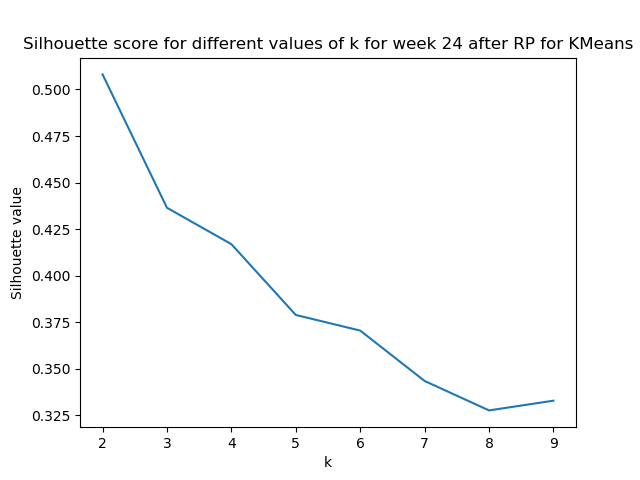 Silhouette score for different values of k for week 24 after RP for KMeans
Silhouette value
0.500
0.475
0.450
0.425
0.400
0.375
0.350
0.325
2 3 4 5 6 7 8 9
k